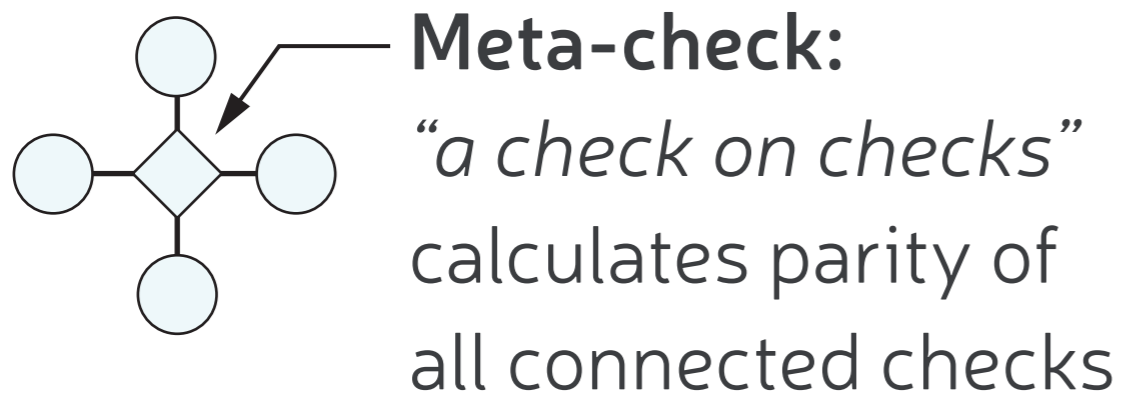 Meta-check:
“a check on checks”
calculates parity of
all connected checks